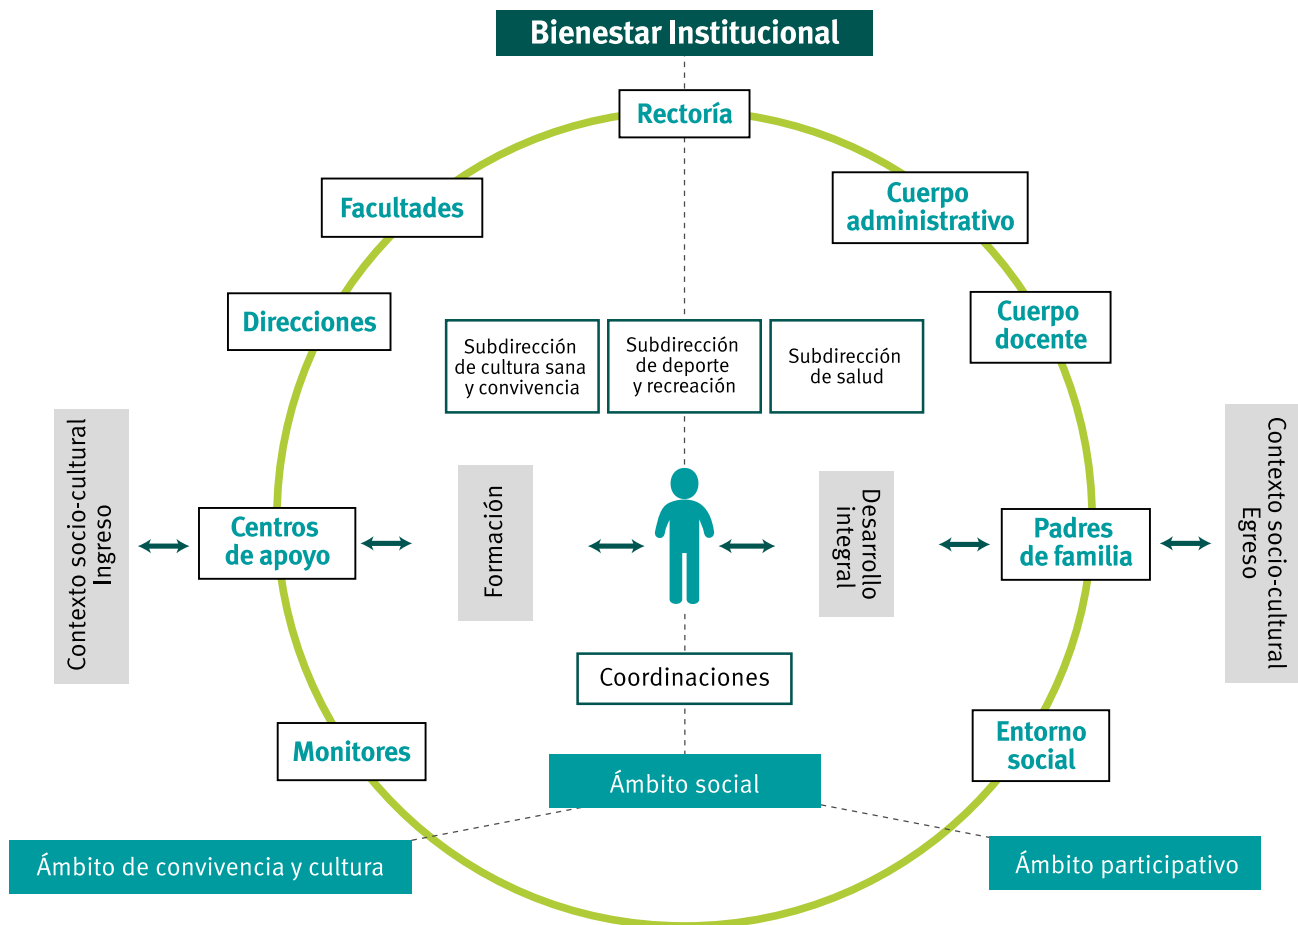 Bienestar Institucional
Rectoría
Facultades
Cuerpo
administrativo
Direcciones
Cuerpo
docente
Subdirección
de cultura sana
y convivencia
Subdirección
de deporte
y recreación
Subdirección
de salud
Contexto socio-cultural
Ingreso
Centros
de apoyo
Formación
Desarrollo
integral
Padres
de familia
Contexto socio-cultural
Egreso
Coordinaciones
Monitores
Entorno
social
Ámbito social
Ámbito de convivencia y cultura
Ámbito participativo